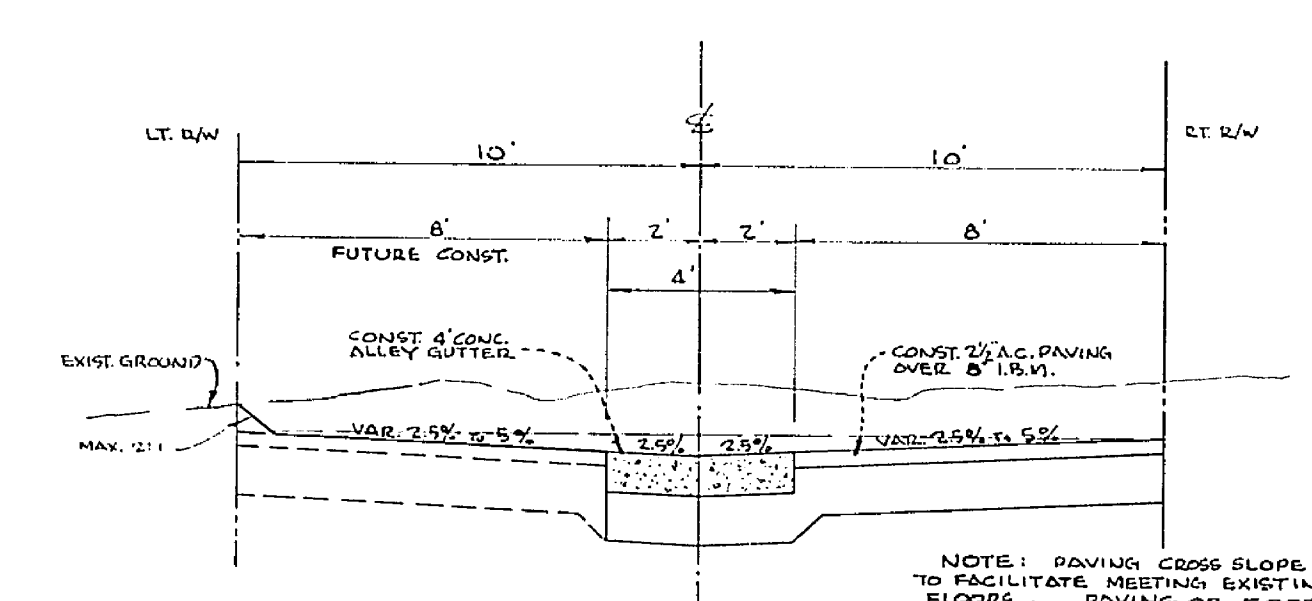 LT. R/W
℄
RT. R/W
10'
10'
8'
2'
2'
8'
FUTURE CONST.
4'
CONST. 4' CONC.
ALLEY GUTTER
EXIST. GROUND
CONST. 2½" A.C. PAVING
OVER 8" I.B.M.
MAX. 2:1
VAR. 2.5% TO 5%
2.5%
2.5%
VAR. 2.5% TO 5%
NOTE: PAVING CROSS SLOPE
TO FACILITATE MEETING EXISTIN